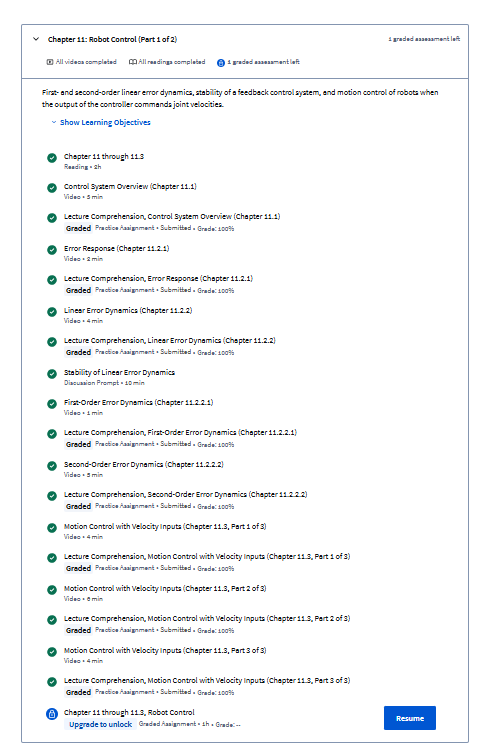 Chapter 11: Robot Control (Part 1 of 2)
1 graded assessment left
All videos completed
All readings completed
1 graded assessment left
First- and second-order linear error dynamics, stability of a feedback control system, and motion control of robots when
the output of the controller commands joint velocities.
Show Learning Objectives
Chapter 11 through 11.3
Reading • 2h
Control System Overview (Chapter 11.1)
Video • 5 min
Lecture Comprehension, Control System Overview (Chapter 11.1)
Graded Practice Assignment • Submitted • Grade: 100%
Error Response (Chapter 11.2.1)
Video • 2 min
Lecture Comprehension, Error Response (Chapter 11.2.1)
Graded Practice Assignment • Submitted • Grade: 100%
Linear Error Dynamics (Chapter 11.2.2)
Video • 4 min
Lecture Comprehension, Linear Error Dynamics (Chapter 11.2.2)
Graded Practice Assignment • Submitted • Grade: 100%
Stability of Linear Error Dynamics
Discussion Prompt • 10 min
First-Order Error Dynamics (Chapter 11.2.2.1)
Video • 1 min
Lecture Comprehension, First-Order Error Dynamics (Chapter 11.2.2.1)
Graded Practice Assignment • Submitted • Grade: 100%
Second-Order Error Dynamics (Chapter 11.2.2.2)
Video • 5 min
Lecture Comprehension, Second-Order Error Dynamics (Chapter 11.2.2.2)
Graded Practice Assignment • Submitted • Grade: 100%
Motion Control with Velocity Inputs (Chapter 11.3, Part 1 of 3)
Video • 4 min
Lecture Comprehension, Motion Control with Velocity Inputs (Chapter 11.3, Part 1 of 3)
Graded Practice Assignment • Submitted • Grade: 100%
Motion Control with Velocity Inputs (Chapter 11.3, Part 2 of 3)
Video • 6 min
Lecture Comprehension, Motion Control with Velocity Inputs (Chapter 11.3, Part 2 of 3)
Graded Practice Assignment • Submitted • Grade: 100%
Motion Control with Velocity Inputs (Chapter 11.3, Part 3 of 3)
Video • 4 min
Lecture Comprehension, Motion Control with Velocity Inputs (Chapter 11.3, Part 3 of 3)
Graded Practice Assignment • Submitted • Grade: 100%
Chapter 11 through 11.3, Robot Control
Upgrade to unlock Graded Assignment • 1h • Grade: --
Resume